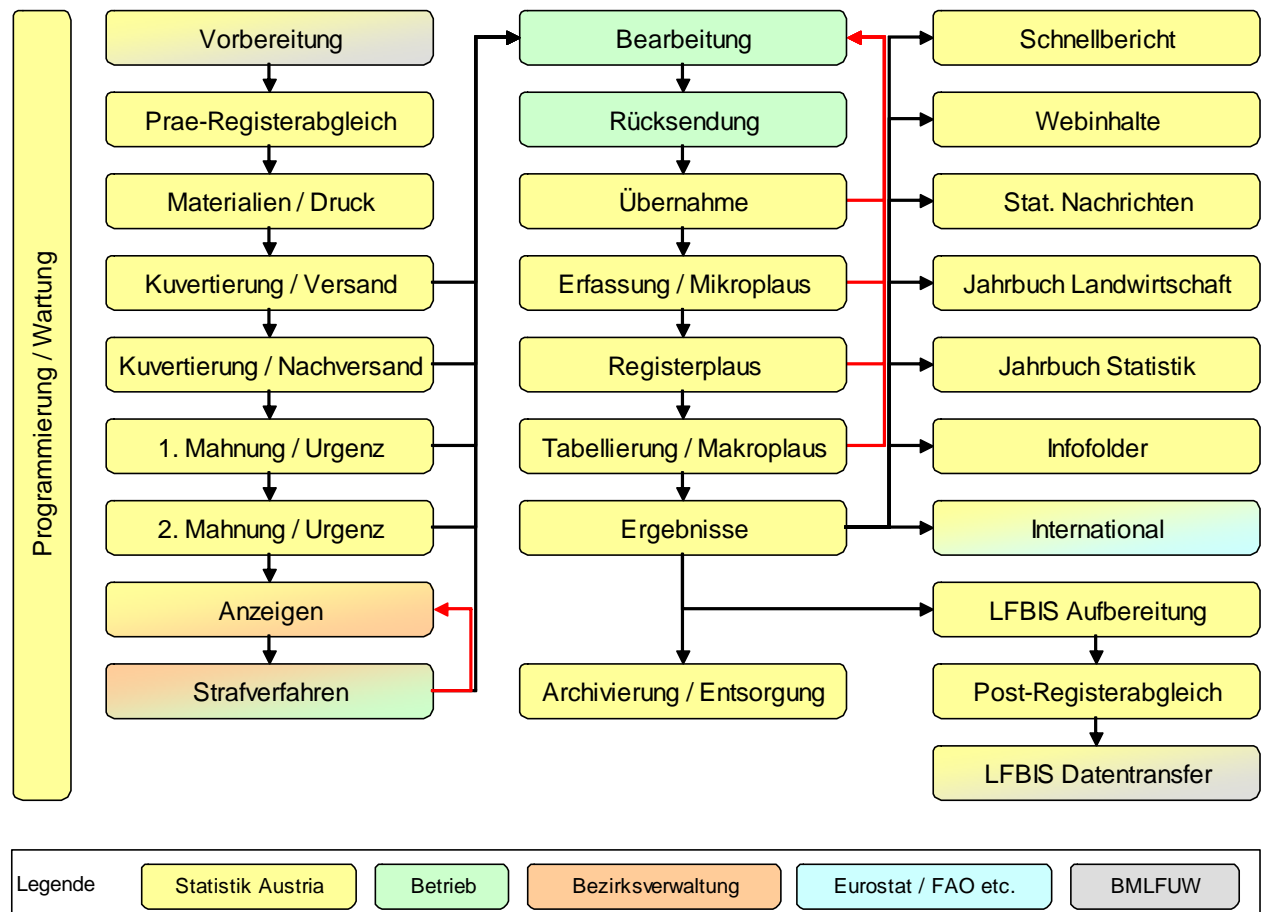 Programmierung / Wartung
Vorbereitung
Prae-Registerabgleich
Materialien / Druck
Kuvertierung / Versand
Kuvertierung / Nachversand
1. Mahnung / Urgenz
2. Mahnung / Urgenz
Anzeigen
Strafverfahren
Bearbeitung
Rücksendung
Übernahme
Erfassung / Mikroplaus
Registerplaus
Tabellierung / Makroplaus
Ergebnisse
Archivierung / Entsorgung
Schnellbericht
Webinhalte
Stat. Nachrichten
Jahrbuch Landwirtschaft
Jahrbuch Statistik
Infofolder
International
LFBIS Aufbereitung
Post-Registerabgleich
LFBIS Datentransfer
Legende
Statistik Austria
Betrieb
Bezirksverwaltung
Eurostat / FAO etc.
BMLFUW